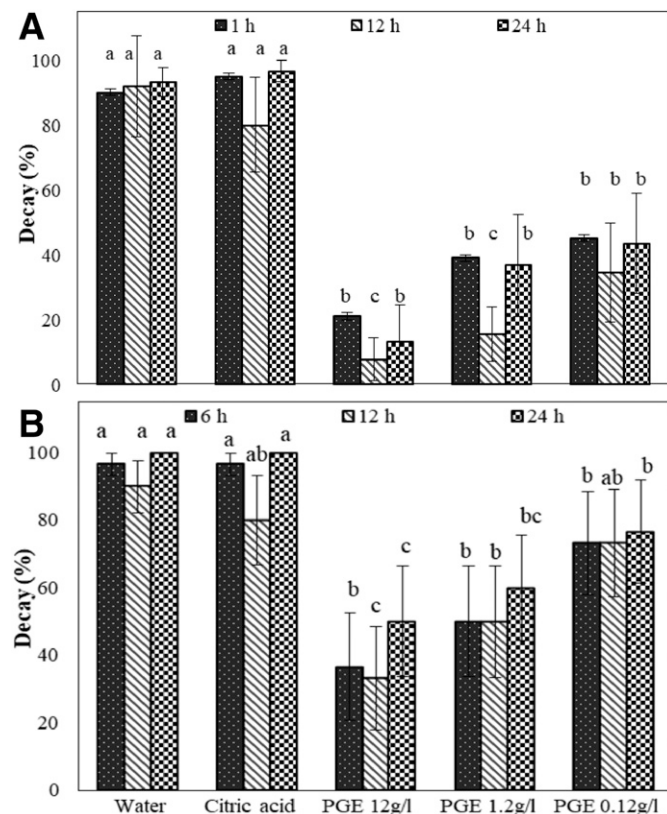 A
1 h 12 h 24 h
a a a a a a
b c b b c b b b b
100
80
60
40
20
0
Decay (%)
B
6 h 12 h 24 h
a a a a ab a
b c c b b bc b ab b
100
80
60
40
20
0
Decay (%)
Water Citric acid PGE 12g/l PGE 1.2g/l PGE 0.12g/l